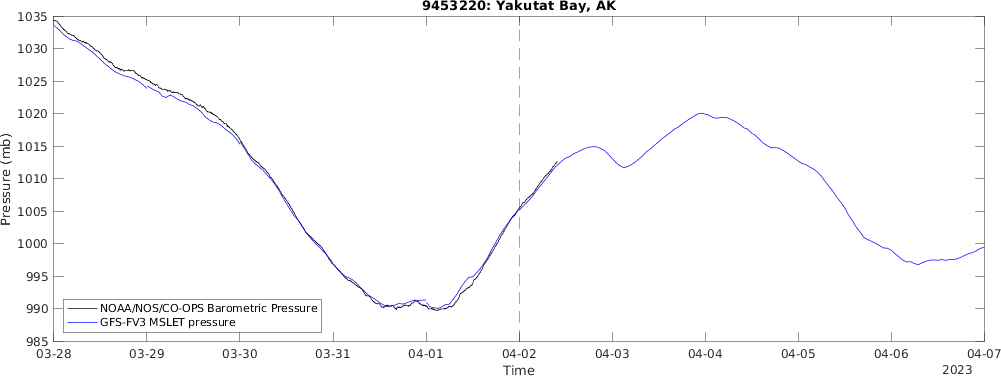 9453220: Yakutat Bay, AK
1035
1030
1025
1020
1015
1010
1005
1000
995
990
985
Pressure (mb)
NOAA/NOS/CO-OPS Barometric Pressure
GFS-FV3 MSLET pressure
03-28 03-29 03-30 03-31 04-01 04-02 04-03 04-04 04-05 04-06 04-07
Time
2023